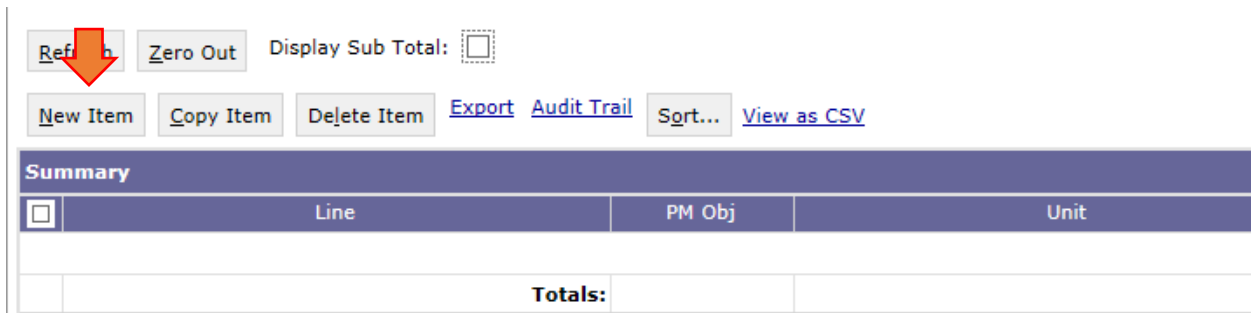 Zero Out Display Sub Total:
New Item Copy Item Delete Item Export Audit Trail Sort... View as CSV
Summary
Line PM Obj Unit
Totals: